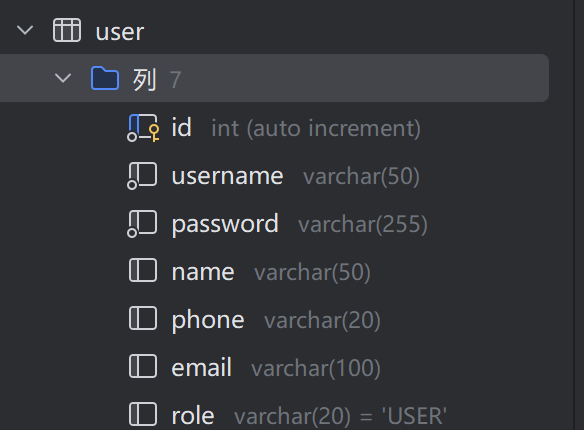 user
列 7
id int (auto increment)
username varchar(50)
password varchar(255)
name varchar(50)
phone varchar(20)
email varchar(100)
role varchar(20) = 'USER'